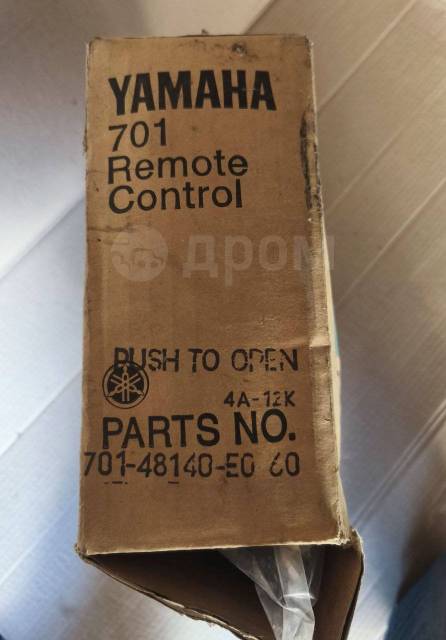 YAMAHA
701
Remote
Control
дром
PUSH TO OPEN
4A-12K
PARTS NO.
701-48140-E0 60